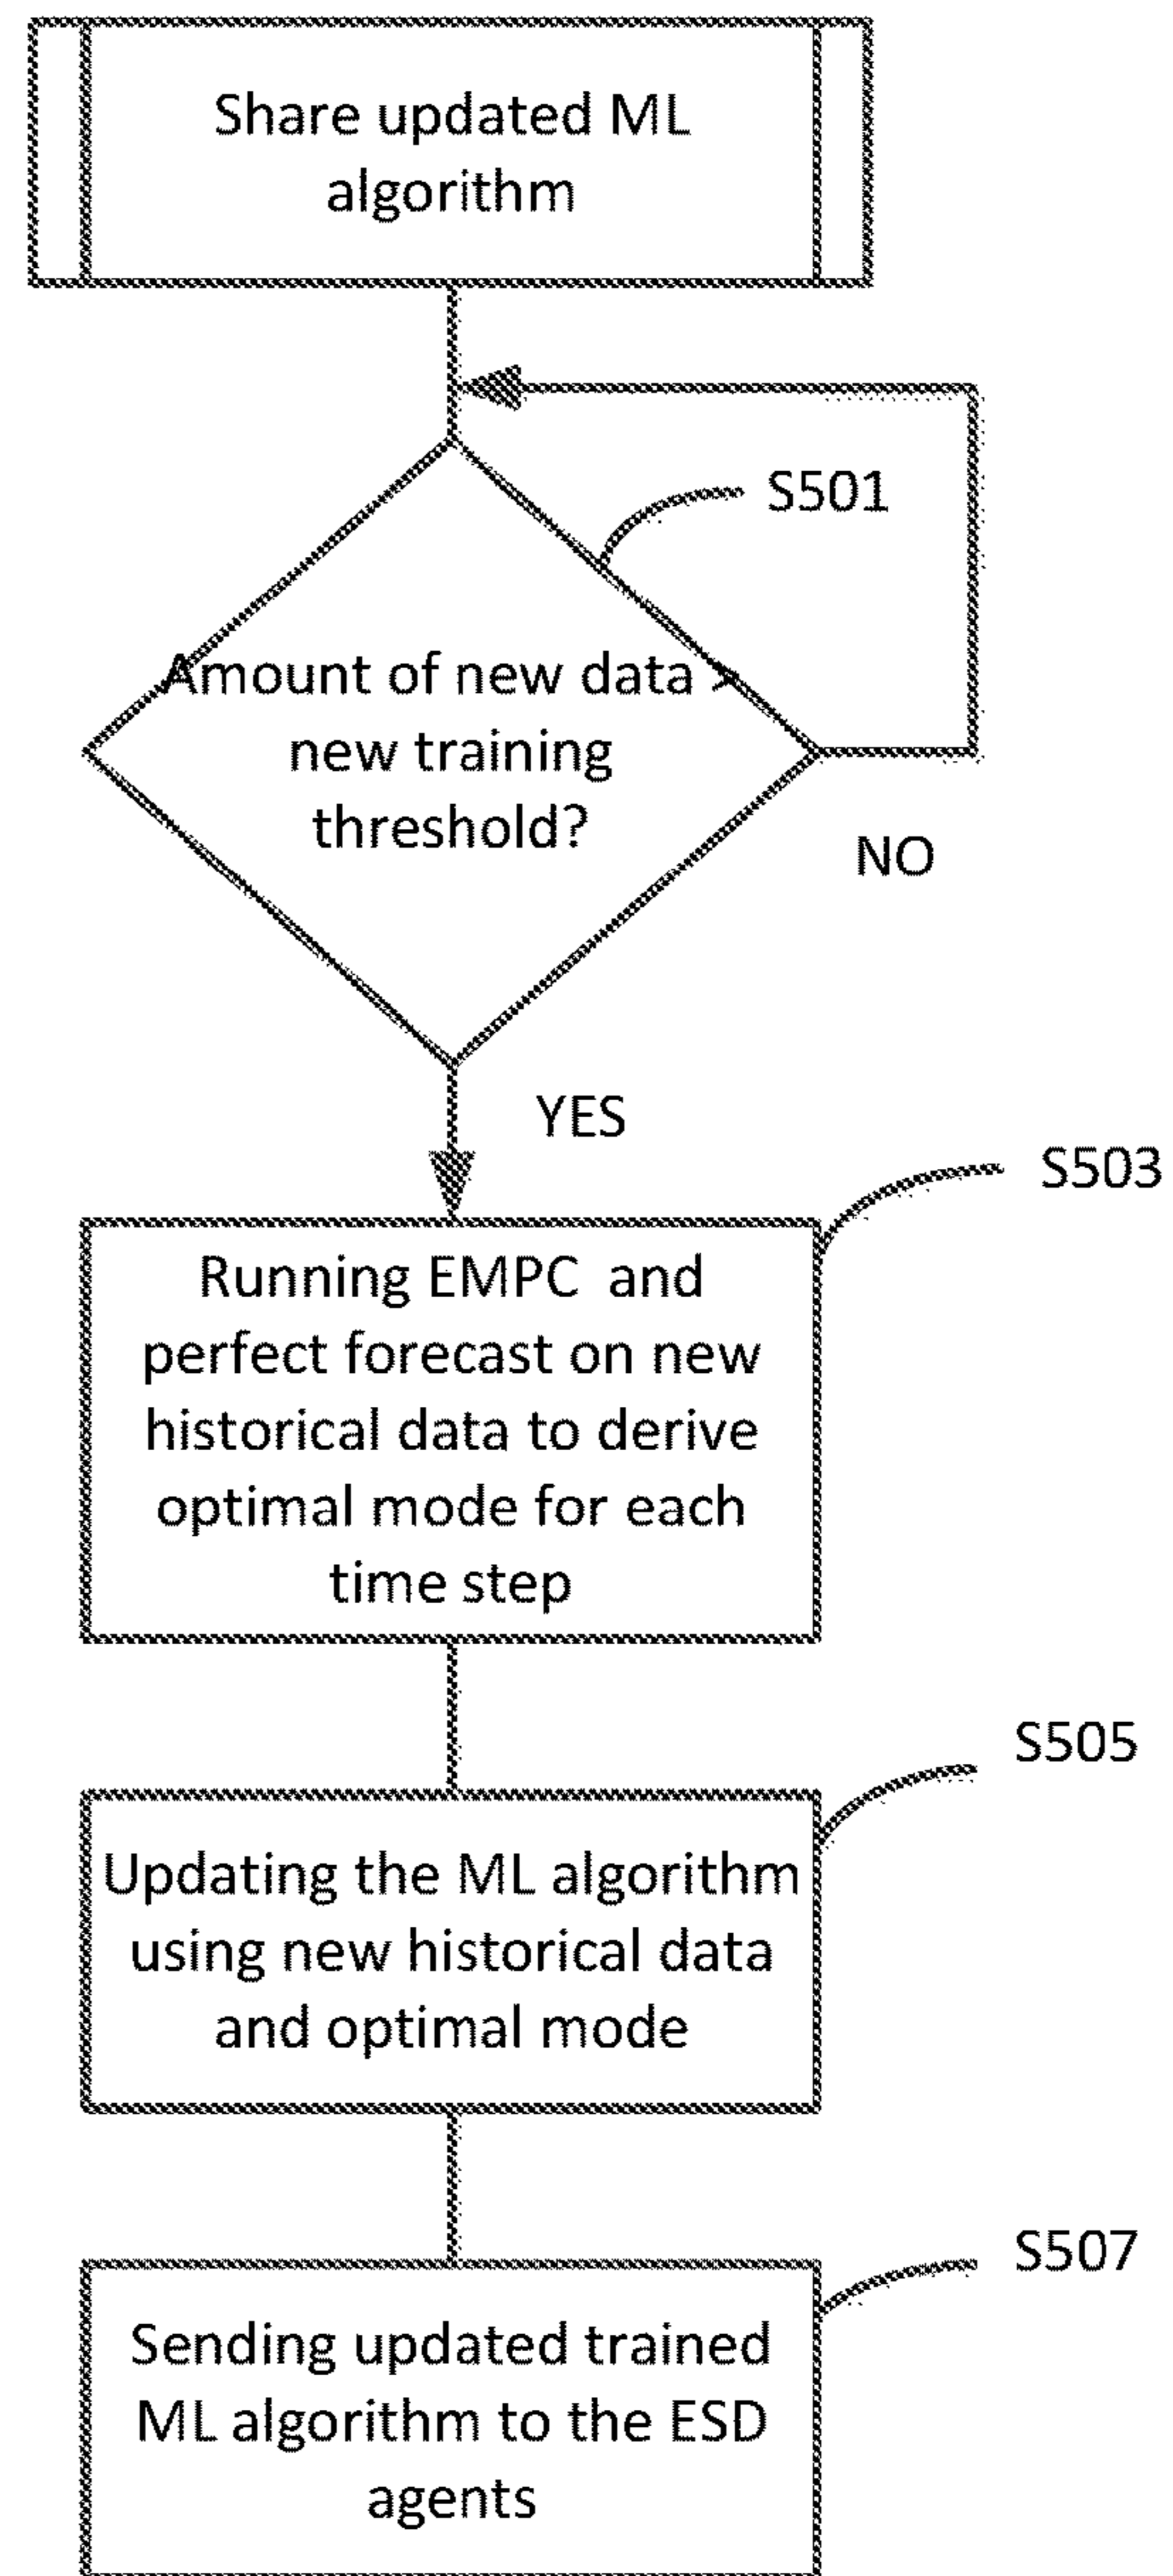 Share updated ML
algorithm
S501
Amount of new data >
new training
threshold?
NO
YES
S503
Running EMPC and
perfect forecast on new
historical data to derive
optimal mode for each
time step
S505
Updating the ML algorithm
using new historical data
and optimal mode
S507
Sending updated trained
ML algorithm to the ESD
agents